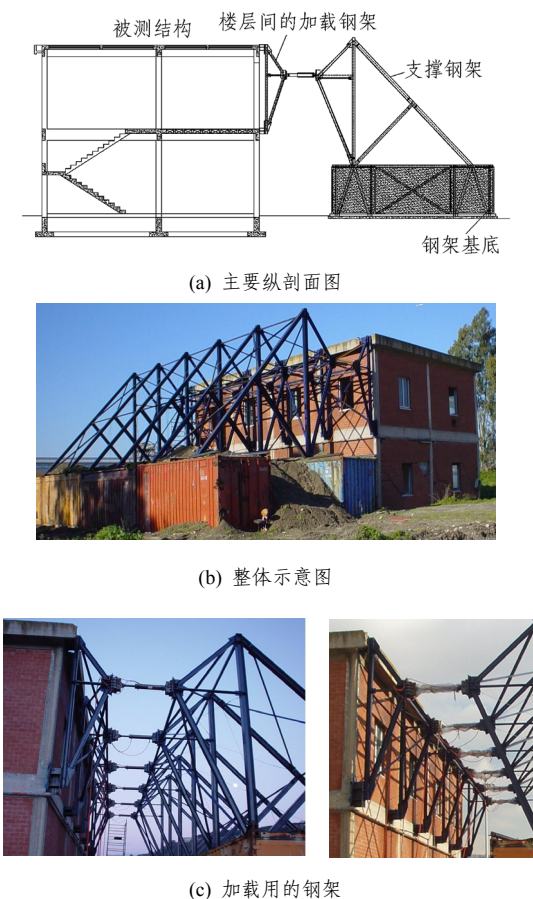 被测结构
楼层间的加载钢架
支撑钢架
钢架基底
(a) 主要纵剖面图
(b) 整体示意图
(c) 加载用的钢架